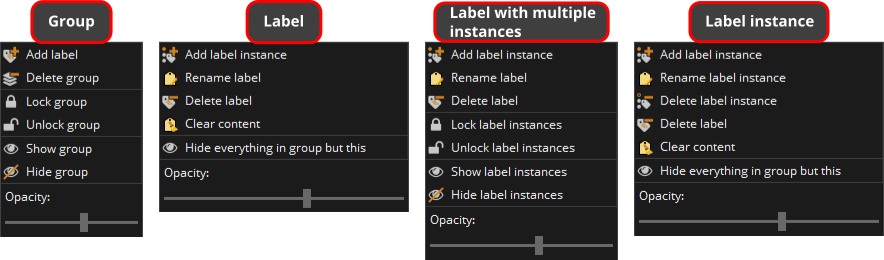 Group
Add label
Delete group
Lock group
Unlock group
Show group
Hide group
Opacity:
Label
Add label instance
Rename label
Delete label
Clear content
Hide everything in group but this
Opacity:
Label with multiple
instances
Add label instance
Rename label
Delete label
Lock label instances
Unlock label instances
Show label instances
Hide label instances
Opacity:
Label instance
Add label instance
Rename label instance
Delete label instance
Delete label
Clear content
Hide everything in group but this
Opacity: